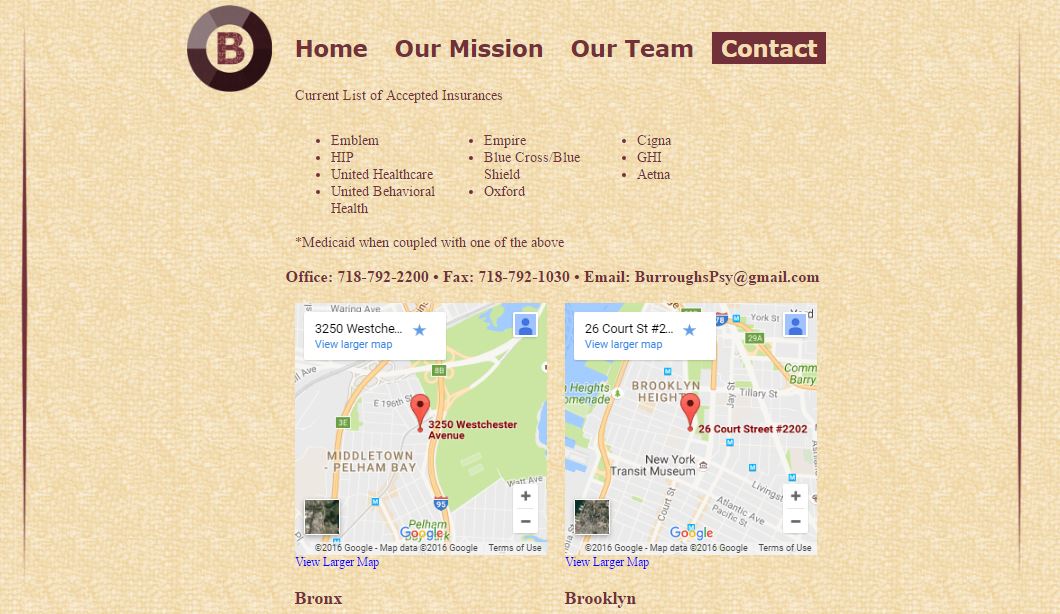 B
Home Our Mission Our Team Contact
Current List of Accepted Insurances
• Emblem
• HIP
• United Healthcare
• United Behavioral
Health
• Empire
• Blue Cross/Blue
Shield
• Oxford
• Cigna
• GHI
• Aetna
*Medicaid when coupled with one of the above
Office: 718-792-2200 • Fax: 718-792-1030 • Email: BurroughsPsy@gmail.com
Waring Ave
3250 Westche...
View larger map
8B
E 196th St
3E
3250 Westchester
Avenue
MIDDLETOWN
- PELHAM BAY
Watt Ave
95
Pelham
Google
©2016 Google - Map data ©2016 Google Terms of Use
View Larger Map
Bronx
York St
26 Court St #2...
View larger map
78
29A
Comm
Barry
Heights
BROOKLYN
HEIGHTS
Tillary St
Jay St
26 Court Street #2202
New York
Transit Museum
Court St
Livingst
Atlantic Ave
Pacific St
Google
©2016 Google - Map data ©2016 Google Terms of Use
View Larger Map
Brooklyn